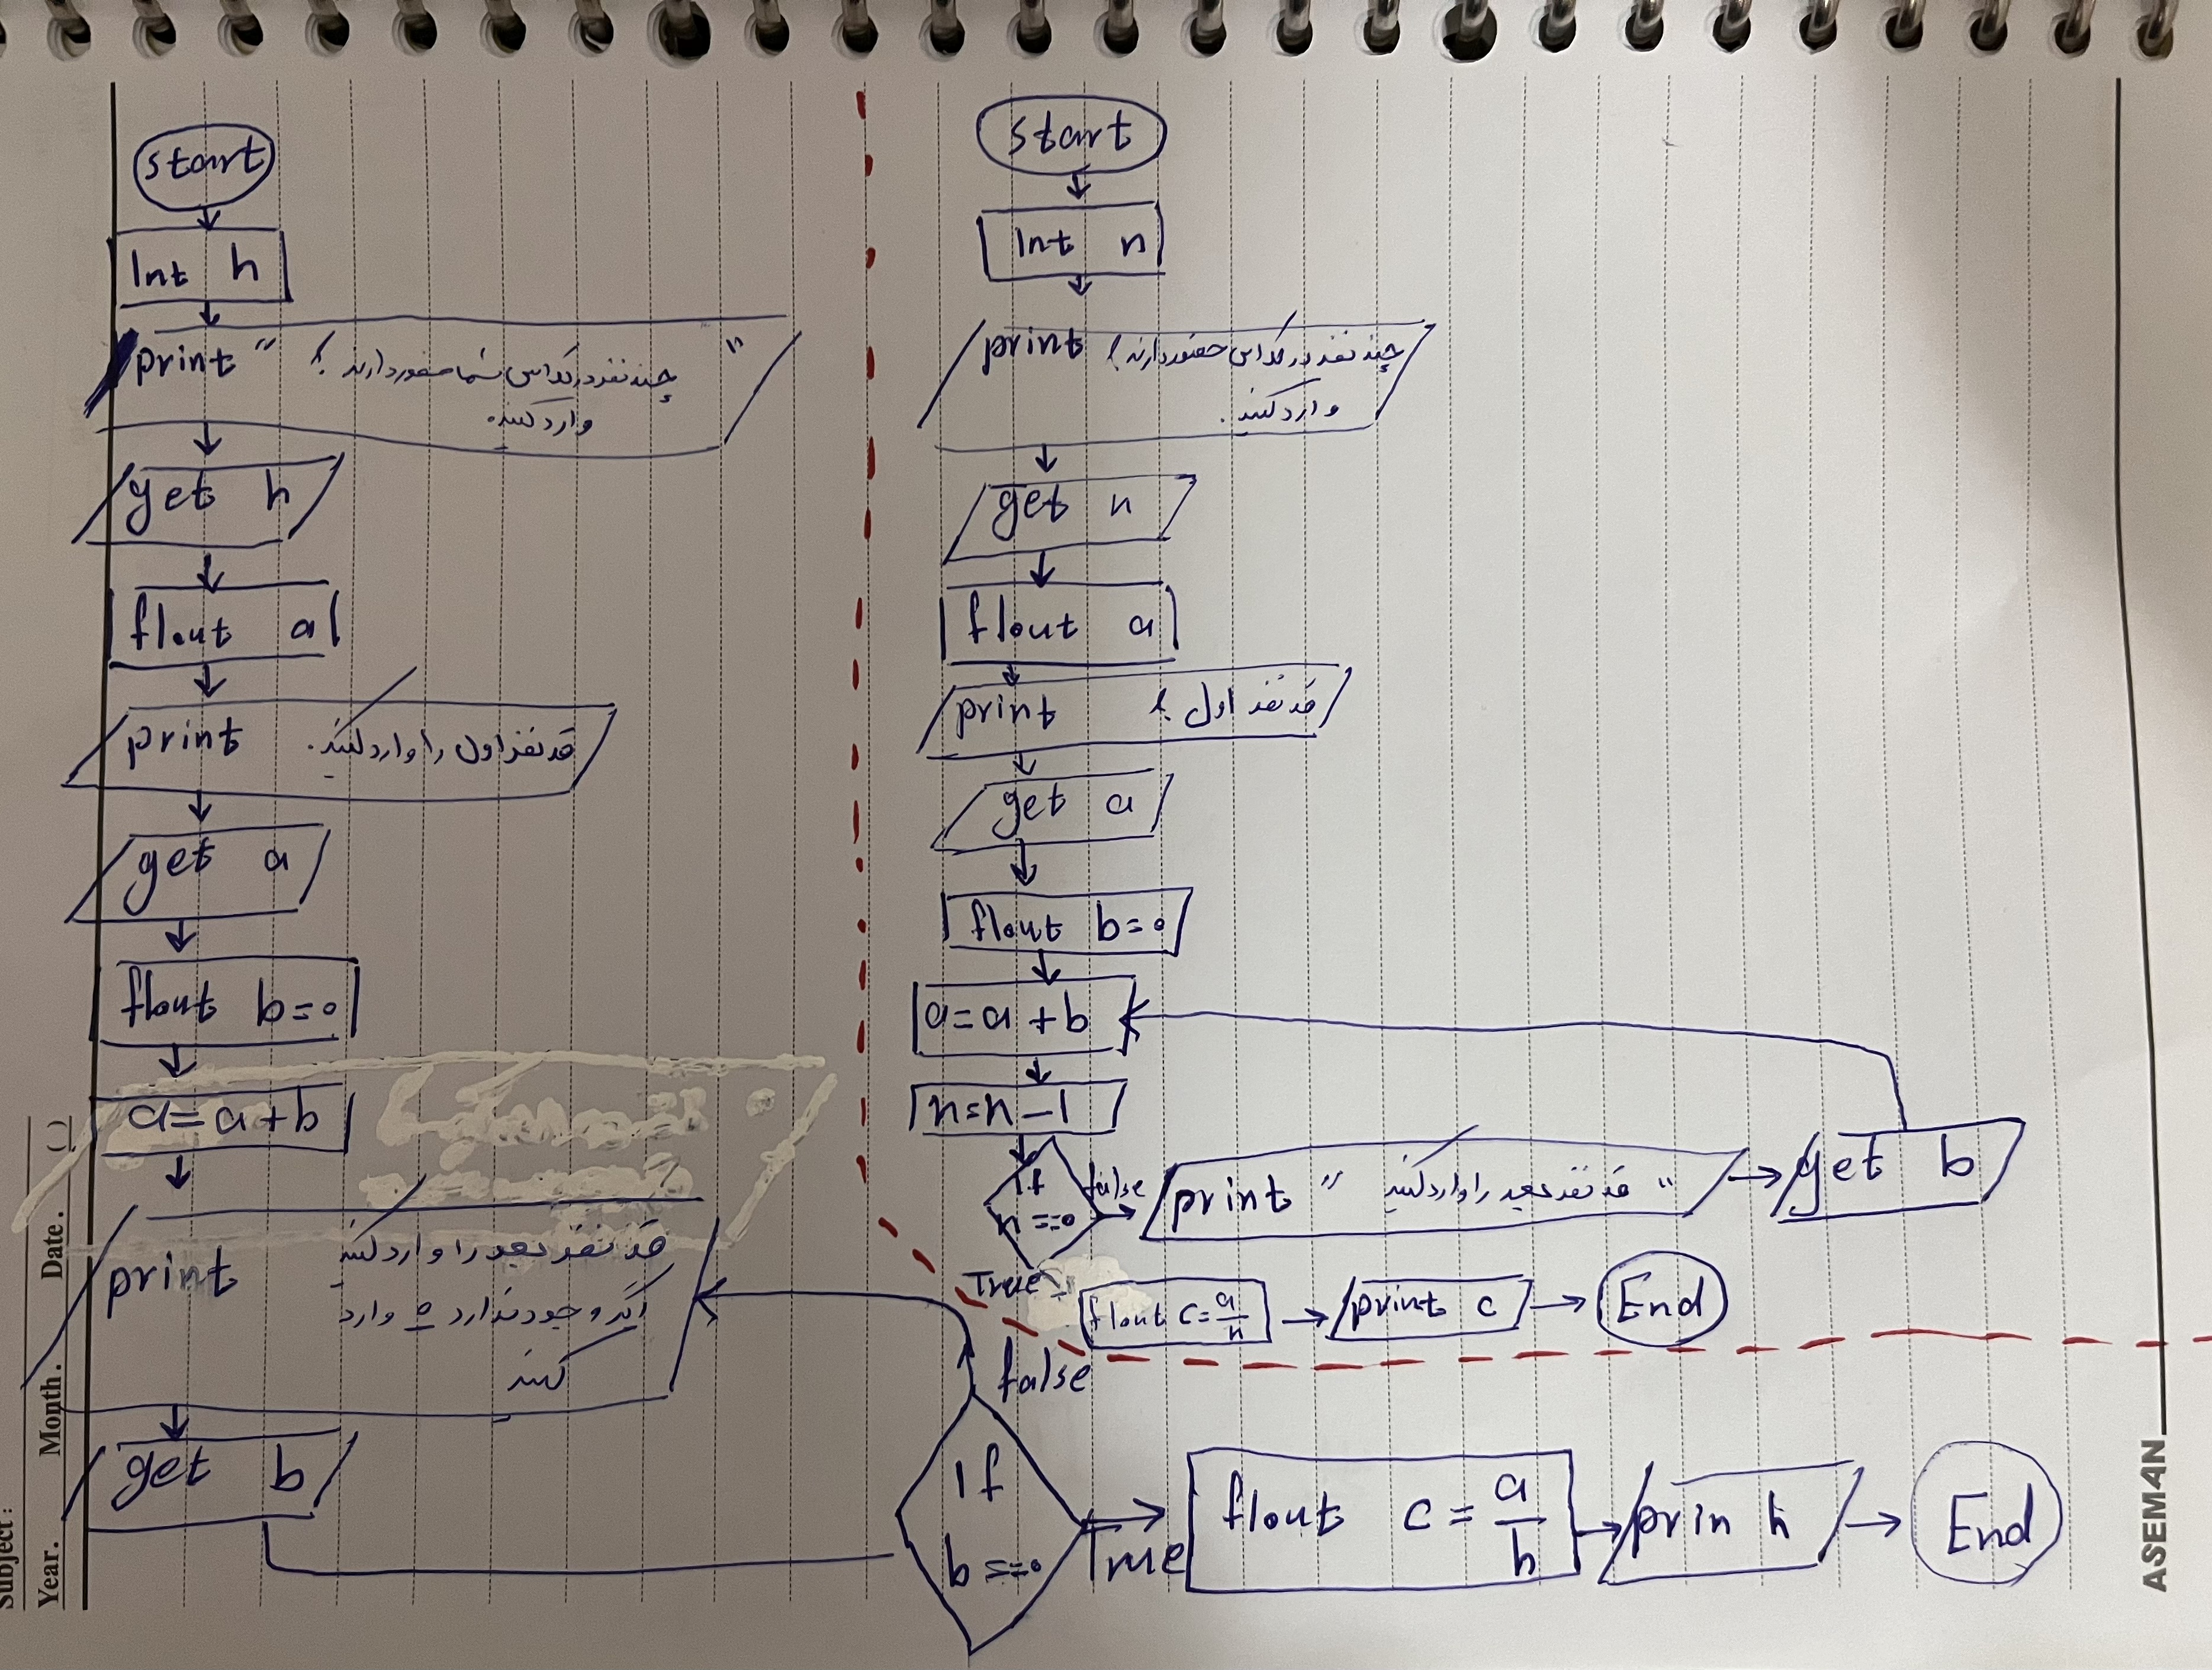 start
Int h
print "چند نفر در کلاس شما حضور دارند؟"
وارد کنید.
get h
flout a
print قد نفر اول را وارد کنید.
get a
flout b=0
a=a+b
print قد نفر بعد را وارد کنید
اگر وجود ندارد 0 وارد
کنید
get b
If
b==0
false
True
flout c=a/h
prin h
End
start
Int n
print چند نفر در کلاس حضور دارند؟
وارد کنید.
get n
flout a
print قد نفر اول؟
get a
flout b=0
a=a+b
n=n-1
If
n==0
false
print "قد نفر بعد را وارد کنید"
get b
True
flout c=a/n
print c
End
Subject:
Year. Month. Date. ( )
ASEMAN